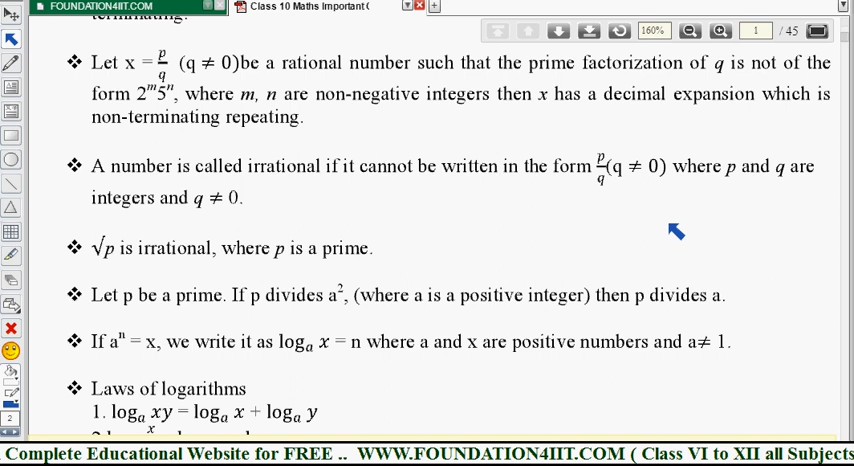 FOUNDATION4IIT.COM
Class 10 Maths Important (
160%
1
/ 45
terminating.
❖ Let x = p/q (q ≠ 0)be a rational number such that the prime factorization of q is not of the
form 2ᵐ5ⁿ, where m, n are non-negative integers then x has a decimal expansion which is
non-terminating repeating.
❖ A number is called irrational if it cannot be written in the form p/q(q ≠ 0) where p and q are
integers and q ≠ 0.
❖ √p is irrational, where p is a prime.
❖ Let p be a prime. If p divides a², (where a is a positive integer) then p divides a.
❖ If aⁿ = x, we write it as logₐ x = n where a and x are positive numbers and a≠ 1.
❖ Laws of logarithms
1. logₐ xy = logₐ x + logₐ y
2
Complete Educational Website for FREE .. WWW.FOUNDATION4IIT.COM ( Class VI to XII all Subjects